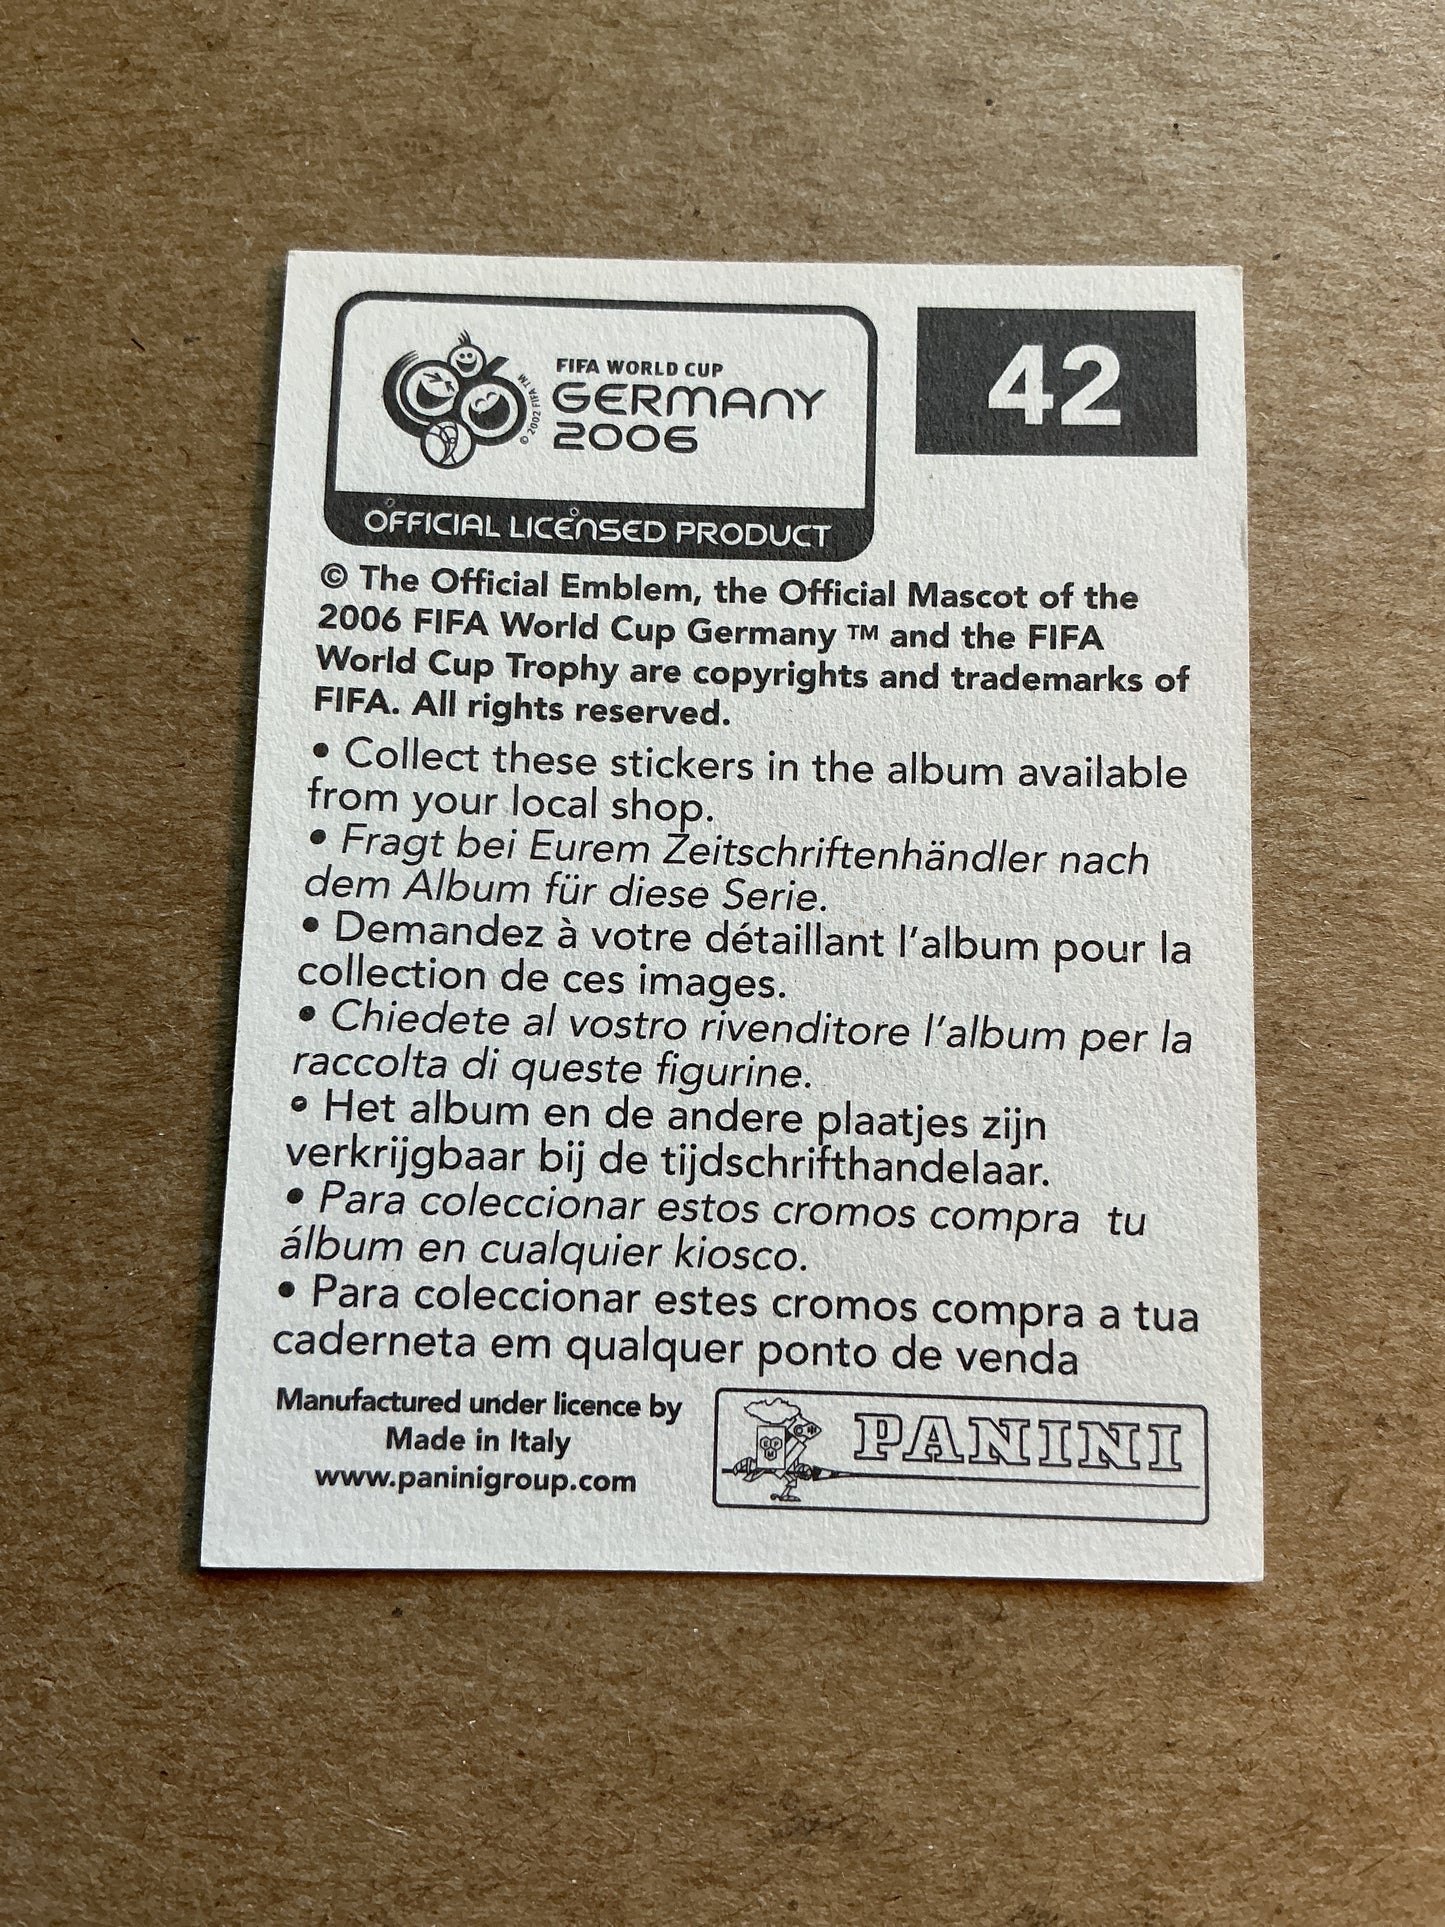 FIFA WORLD CUP
GERMANY
2006
© 2002 FIFA TM
42
OFFICIAL LICENSED PRODUCT
© The Official Emblem, the Official Mascot of the
2006 FIFA World Cup Germany ™ and the FIFA
World Cup Trophy are copyrights and trademarks of
FIFA. All rights reserved.
• Collect these stickers in the album available
from your local shop.
• Fragt bei Eurem Zeitschriftenhändler nach
dem Album für diese Serie.
• Demandez à votre détaillant l'album pour la
collection de ces images.
• Chiedete al vostro rivenditore l'album per la
raccolta di queste figurine.
• Het album en de andere plaatjes zijn
verkrijgbaar bij de tijdschrifthandelaar.
• Para coleccionar estos cromos compra tu
álbum en cualquier kiosco.
• Para coleccionar estes cromos compra a tua
caderneta em qualquer ponto de venda
Manufactured under licence by
Made in Italy
www.paninigroup.com
PANINI